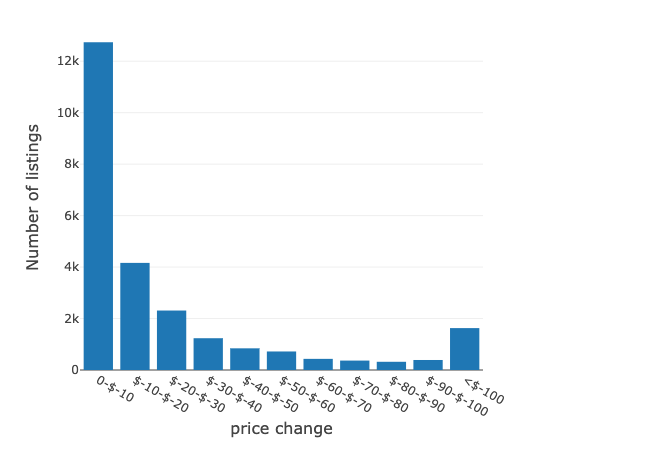 12k
10k
8k
6k
4k
2k
0
Number of listings
0-$-10
$-10-$-20
$-20-$-30
$-30-$-40
$-40-$-50
$-50-$-60
$-60-$-70
$-70-$-80
$-80-$-90
$-90-$-100
<$-100
price change